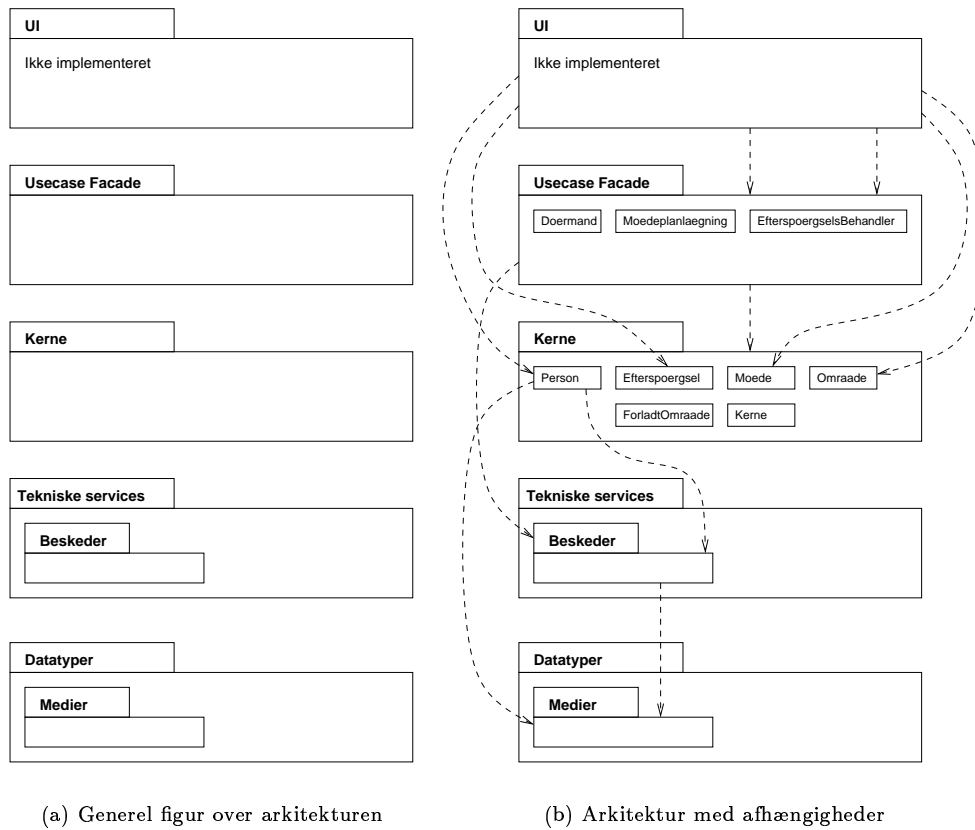 UI
Ikke implementeret
Usecase Facade
Kerne
Tekniske services
Beskeder
Datatyper
Medier
(a) Generel figur over arkitekturen
UI
Ikke implementeret
Usecase Facade
Doermand
Moedeplanlaegning
EfterspoergselsBehandler
Kerne
Person
Efterspoergsel
Moede
Omraade
ForladtOmraade
Kerne
Tekniske services
Beskeder
Datatyper
Medier
(b) Arkitektur med afhængigheder